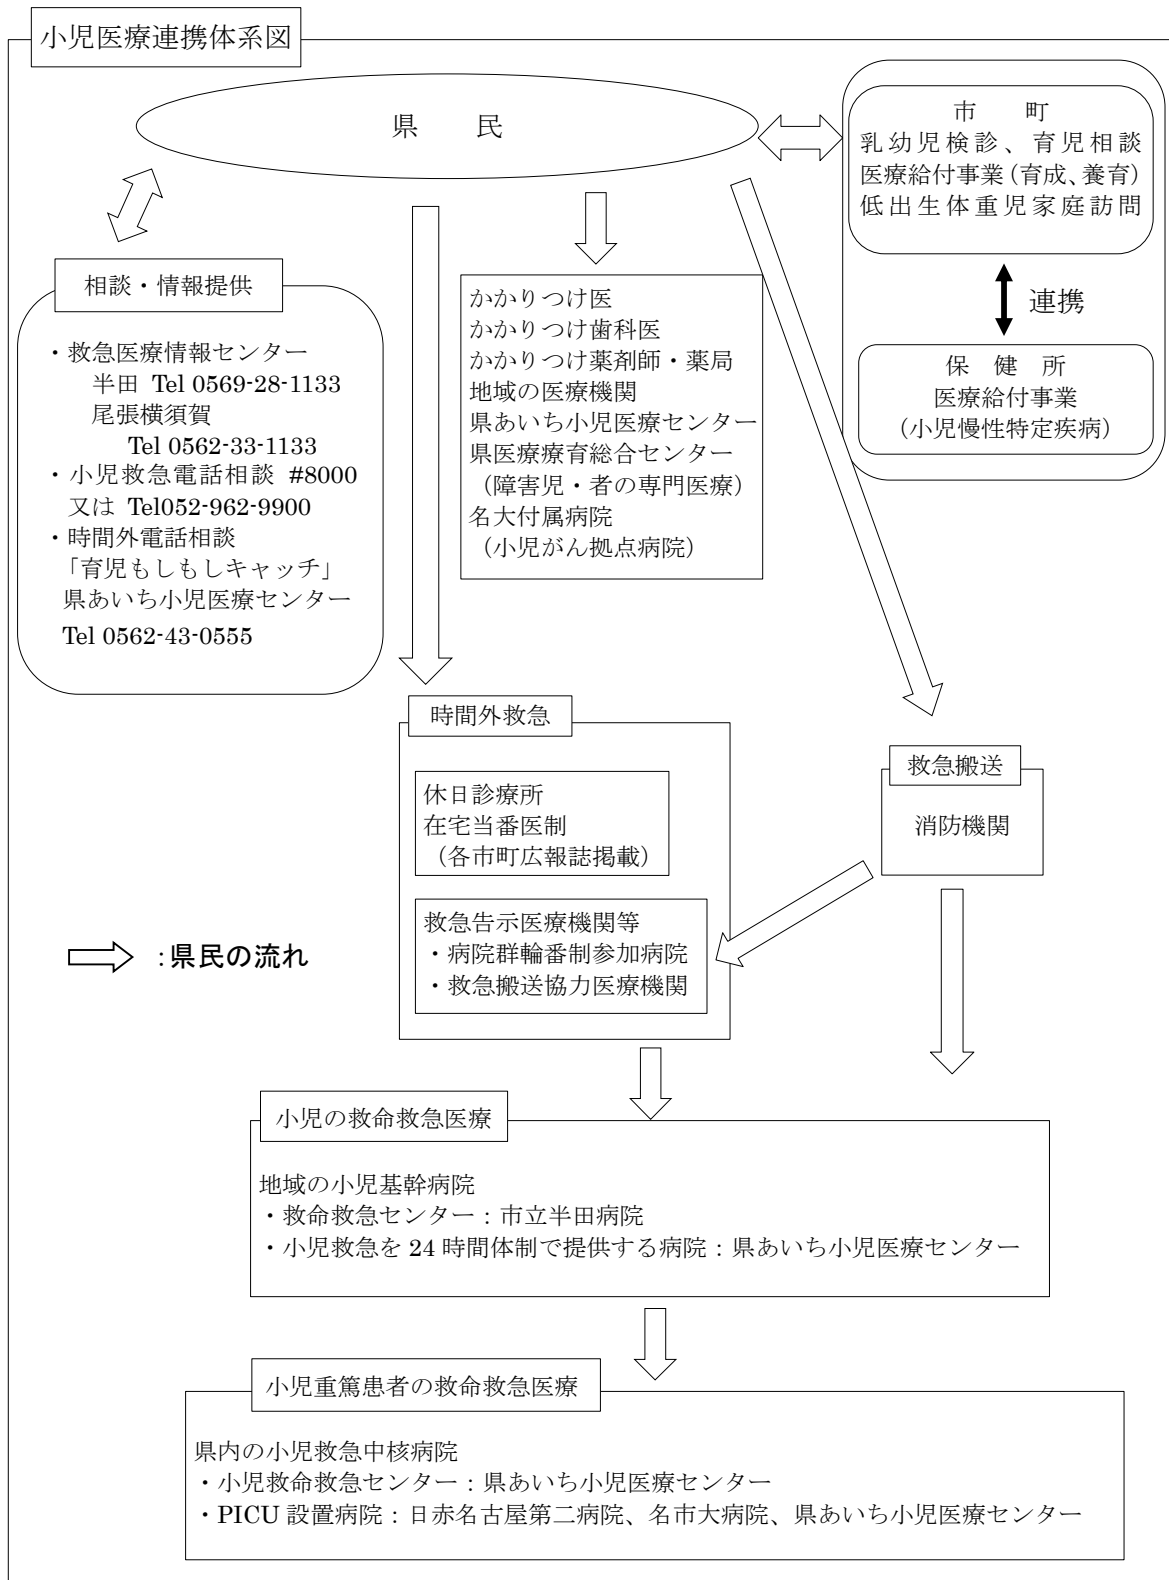 小児医療連携体系図
県　　民
市　　町
乳幼児検診、育児相談
医療給付事業（育成、養育）
低出生体重児家庭訪問
連携
保　健　所
医療給付事業
（小児慢性特定疾病）
相談・情報提供
・救急医療情報センター
半田 Tel 0569-28-1133
尾張横須賀
Tel 0562-33-1133
・小児救急電話相談 #8000
又は Tel052-962-9900
・時間外電話相談
「育児もしもしキャッチ」
県あいち小児医療センター
Tel 0562-43-0555
かかりつけ医
かかりつけ歯科医
かかりつけ薬剤師・薬局
地域の医療機関
県あいち小児医療センター
県医療療育総合センター
（障害児・者の専門医療）
名大付属病院
（小児がん拠点病院）
時間外救急
休日診療所
在宅当番医制
（各市町広報誌掲載）
救急告示医療機関等
・病院群輪番制参加病院
・救急搬送協力医療機関
救急搬送
消防機関
：県民の流れ
小児の救命救急医療
地域の小児基幹病院
・救命救急センター：市立半田病院
・小児救急を 24 時間体制で提供する病院：県あいち小児医療センター
小児重篤患者の救命救急医療
県内の小児救急中核病院
・小児救命救急センター：県あいち小児医療センター
・PICU 設置病院：日赤名古屋第二病院、名市大病院、県あいち小児医療センター